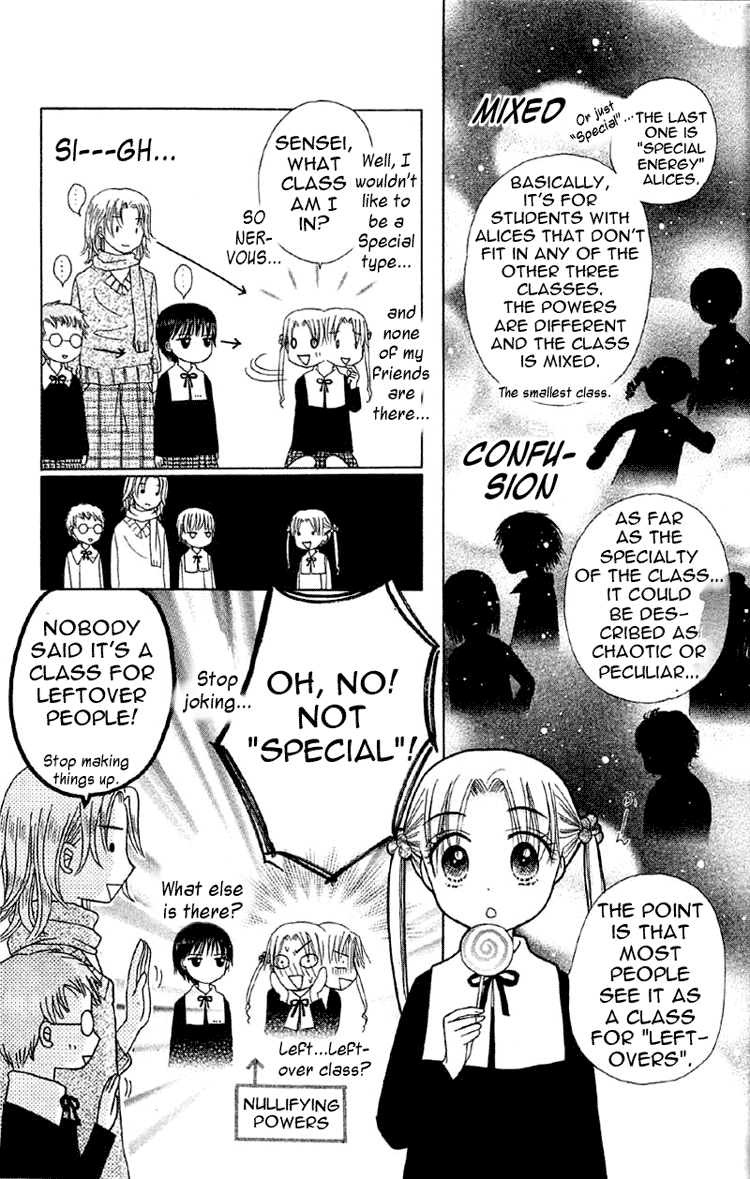 THE LAST
ONE IS
"SPECIAL
ENERGY"
ALICES.
Or just
"Special"...
MIXED
BASICALLY,
IT'S FOR
STUDENTS WITH
ALICES THAT DON'T
FIT IN ANY OF THE
OTHER THREE
CLASSES.
THE POWERS
ARE DIFFERENT
AND THE CLASS
IS MIXED.
The smallest class.
CONFU-
SION
AS FAR
AS THE
SPECIALTY
OF THE CLASS...
IT COULD
BE DES-
CRIBED AS
CHAOTIC OR
PECULIAR...
ふーん
THE POINT
IS THAT
MOST
PEOPLE
SEE IT AS
A CLASS
FOR "LEFT-
OVERS".
SENSEI,
WHAT
CLASS
AM I
IN?
Well, I
wouldn't
like to
be a
Special
type...
and
none
of my
friends
are
there...
SO
NER-
VOUS...
SI---GH...
...
...
...
OH, NO!
NOT
"SPECIAL"!
Stop
joking...
NOBODY
SAID IT'S A
CLASS FOR
LEFTOVER
PEOPLE!
Stop making
things up.
What else
is there?
Left...Left-
over class?
NULLIFYING
POWERS